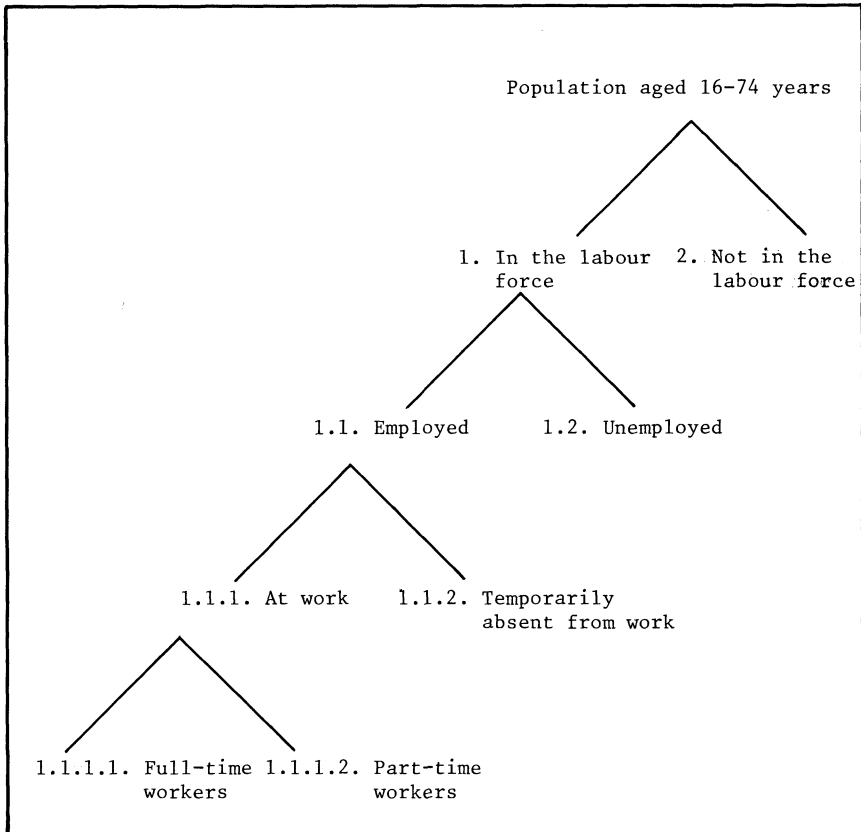 Population aged 16-74 years
1. In the labour
force
2. Not in the
labour force
1.1. Employed
1.2. Unemployed
1.1.1. At work
1.1.2. Temporarily
absent from work
1.1.1.1. Full-time
workers
1.1.1.2. Part-time
workers